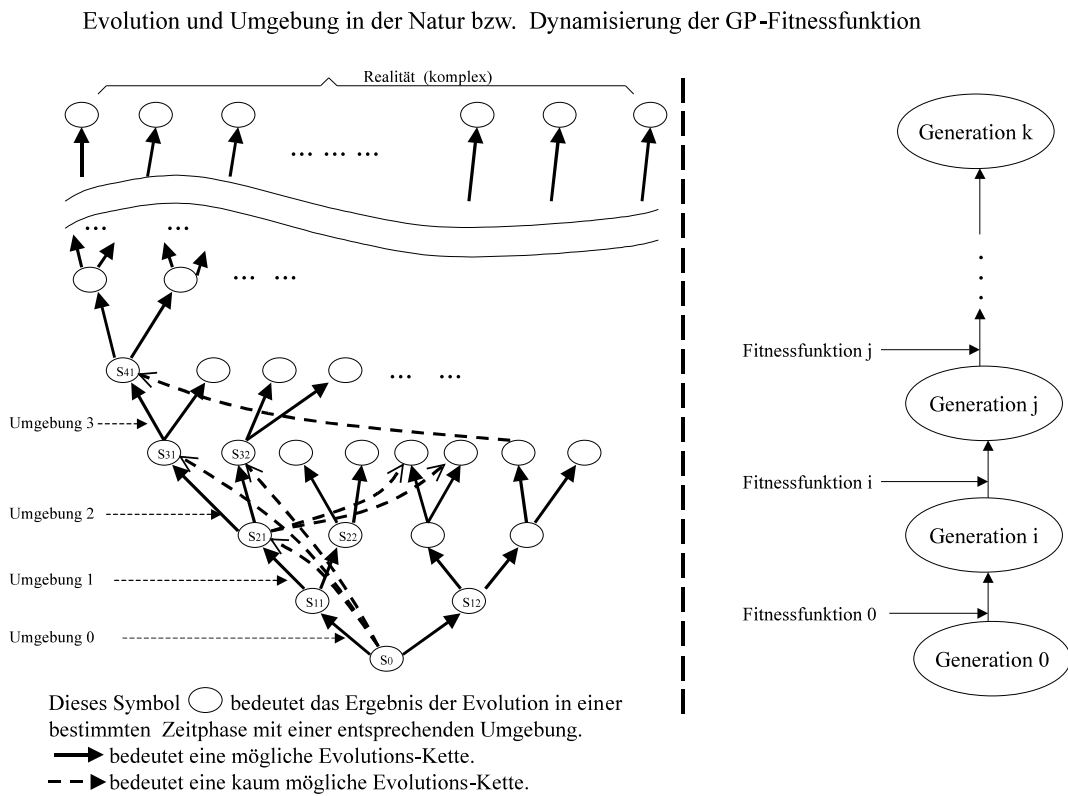 Evolution und Umgebung in der Natur bzw. Dynamisierung der GP-Fitnessfunktion
Realität (komplex)
... ... ...
... ...
... ...
S41
... ...
Umgebung 3
S31
S32
Umgebung 2
S21
S22
Umgebung 1
S11
S12
Umgebung 0
S0
Dieses Symbol bedeutet das Ergebnis der Evolution in einer
bestimmten Zeitphase mit einer entsprechenden Umgebung.
bedeutet eine mögliche Evolutions-Kette.
bedeutet eine kaum mögliche Evolutions-Kette.
Generation k
Fitnessfunktion j
Generation j
Fitnessfunktion i
Generation i
Fitnessfunktion 0
Generation 0